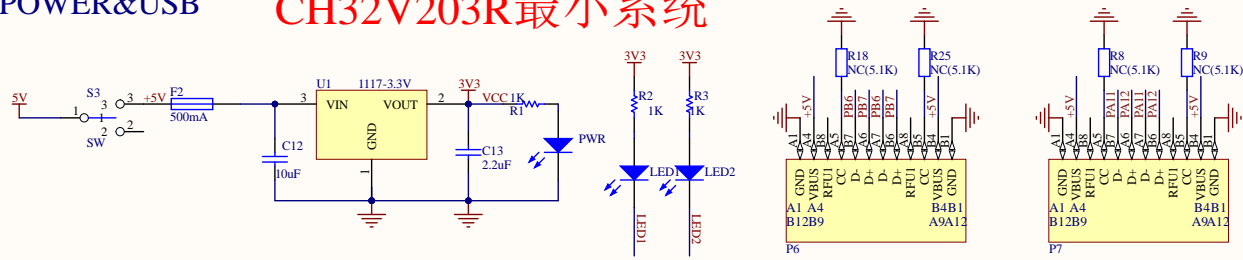 POWER&USB
CH32V203R最小系统
5V
S3
1
3
3
2
2
SW
+5V
F2
500mA
C12
10uF
U1
1117-3.3V
3
VIN
VOUT
2
GND
1
3V3
VCC
1K
R1
C13
2.2uF
PWR
3V3
R2
1K
LED1
LED1
3V3
R3
1K
LED2
LED2
R18
NC(5.1K)
R25
NC(5.1K)
+5V
PB6
PB7
PB6
PB7
+5V
A1
A4
B8
A5
B7
A6
A7
B6
A8
B5
B4
B1
GND
VBUS
RFU1
CC
D-
D+
D-
D+
RFU1
CC
VBUS
GND
A1 A4
B12B9
B4B1
A9A12
P6
R8
NC(5.1K)
R9
NC(5.1K)
+5V
PA11
PA12
PA11
PA12
+5V
A1
A4
B8
A5
B7
A6
A7
B6
A8
B5
B4
B1
GND
VBUS
RFU1
CC
D-
D+
D-
D+
RFU1
CC
VBUS
GND
A1 A4
B12B9
B4B1
A9A12
P7